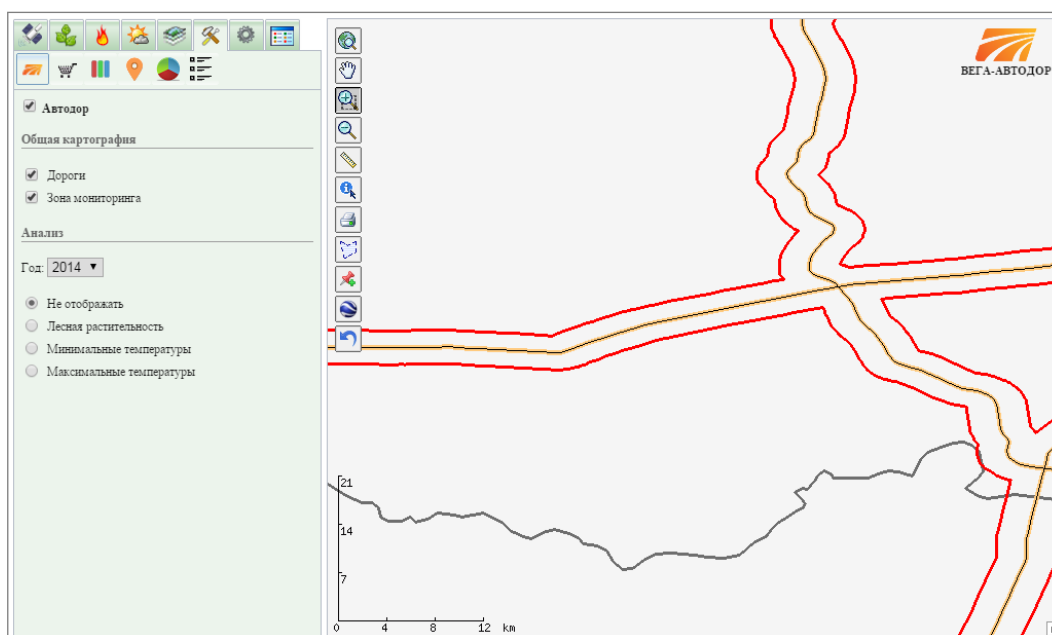 Автодор
Общая картография
Дороги
Зона мониторинга
Анализ
Год: 2014
Не отображать
Лесная растительность
Минимальные температуры
Максимальные температуры
ВЕГА-АВТОДОР
21
14
7
0 4 8 12 km